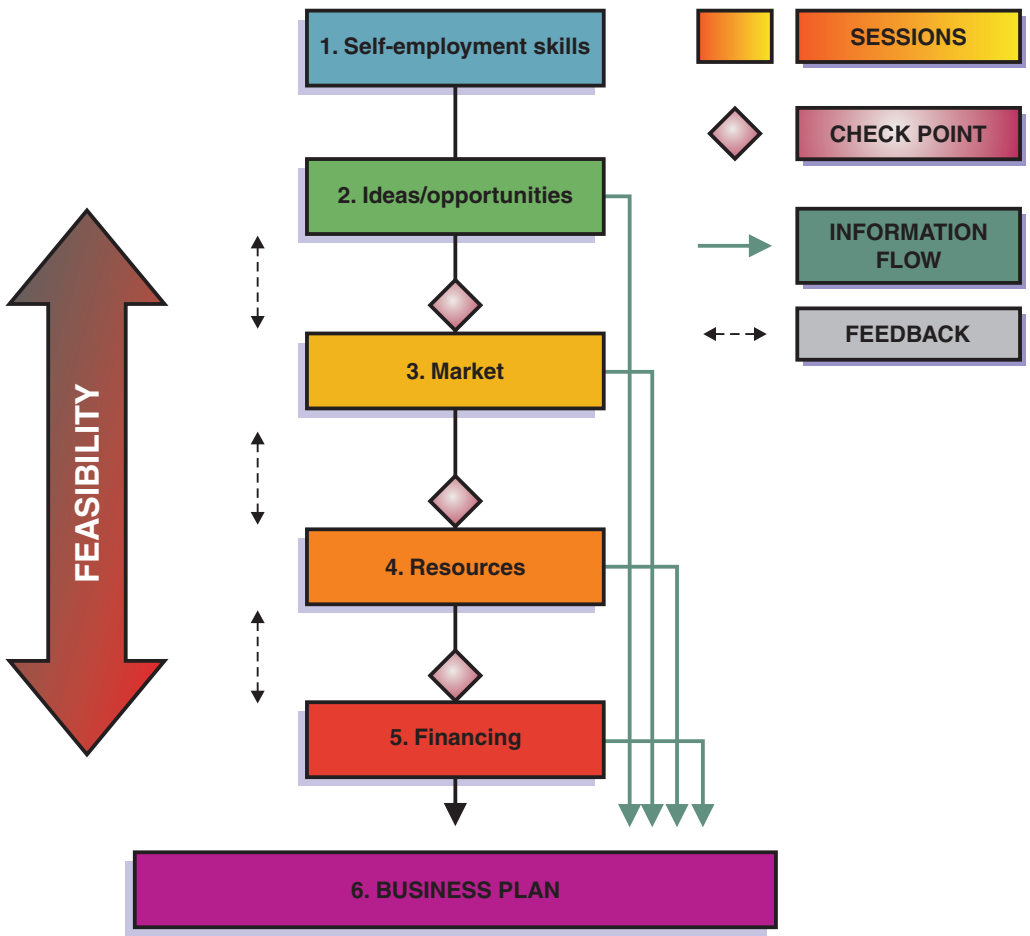 1. Self-employment skills
2. Ideas/opportunities
3. Market
4. Resources
5. Financing
6. BUSINESS PLAN
FEASIBILITY
SESSIONS
CHECK POINT
INFORMATION
FLOW
FEEDBACK